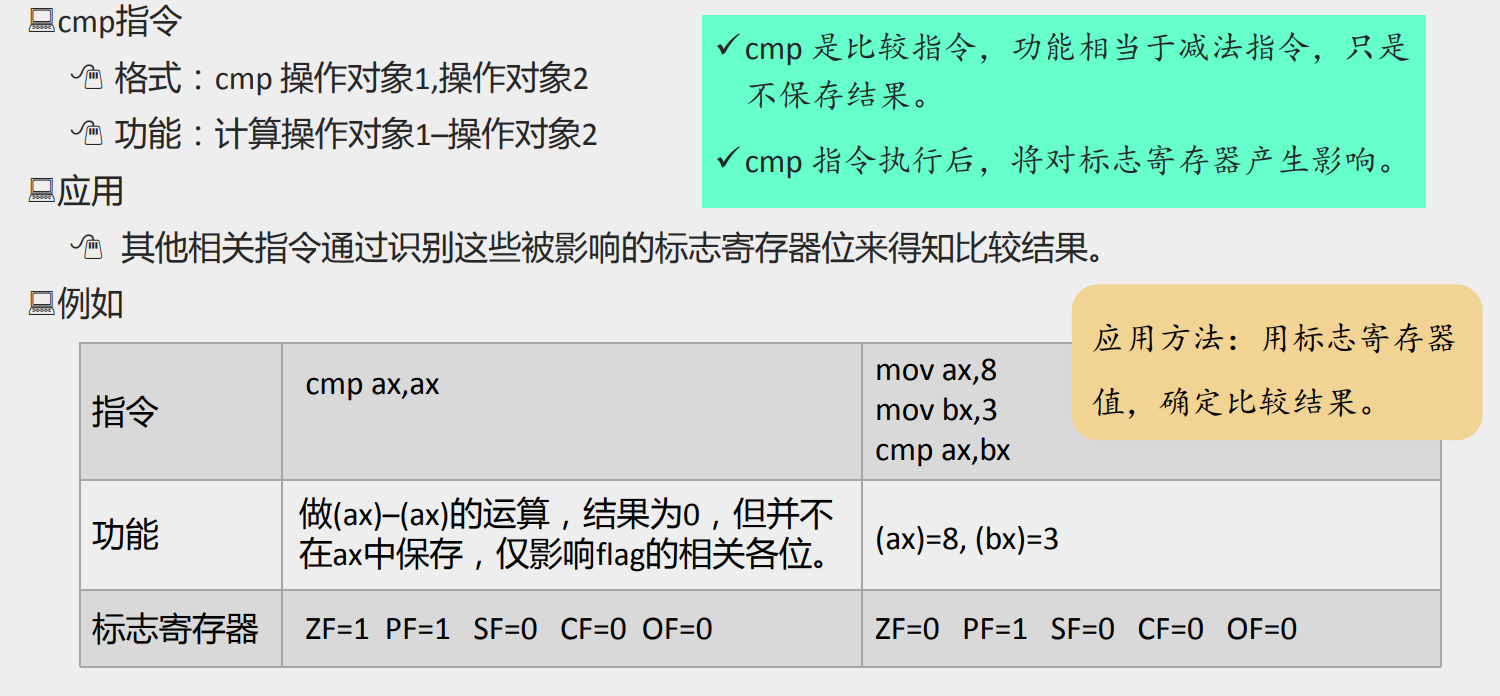 cmp指令
格式：cmp 操作对象1,操作对象2
功能：计算操作对象1–操作对象2
应用
其他相关指令通过识别这些被影响的标志寄存器位来得知比较结果。
例如
✓cmp 是比较指令，功能相当于减法指令，只是
不保存结果。
✓cmp 指令执行后，将对标志寄存器产生影响。
应用方法：用标志寄存器
值，确定比较结果。
指令
cmp ax,ax
mov ax,8
mov bx,3
cmp ax,bx
功能
做(ax)–(ax)的运算，结果为0，但并不
在ax中保存，仅影响flag的相关各位。
(ax)=8, (bx)=3
标志寄存器
ZF=1 PF=1 SF=0 CF=0 OF=0
ZF=0 PF=1 SF=0 CF=0 OF=0